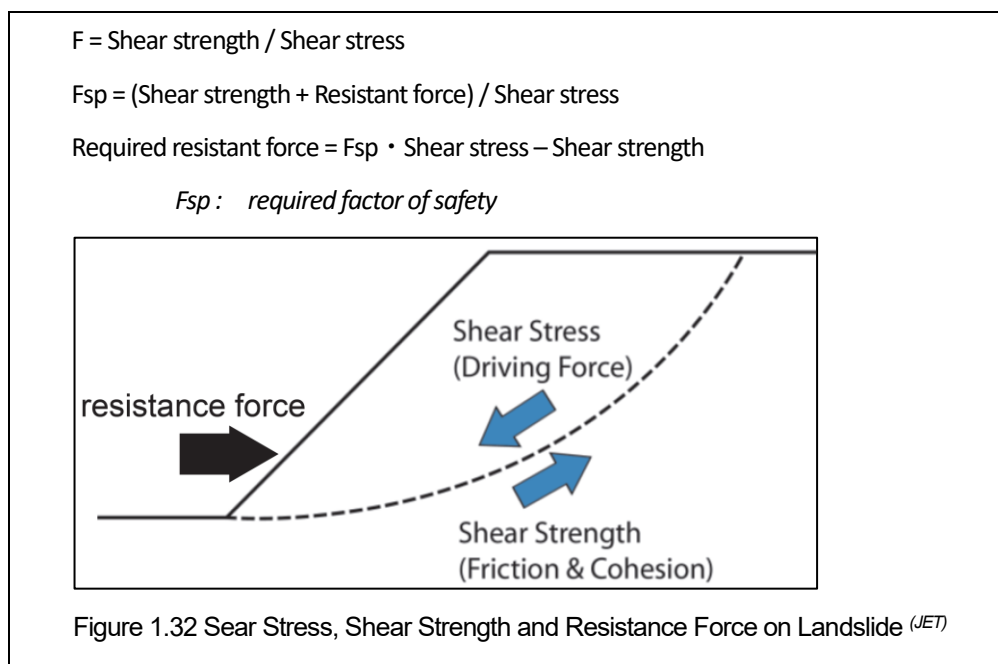 F = Shear strength / Shear stress
Fsp = (Shear strength + Resistant force) / Shear stress
Required resistant force = Fsp・Shear stress – Shear strength
Fsp : required factor of safety
Shear Stress
(Driving Force)
resistance force
Shear Strength
(Friction & Cohesion)
Figure 1.32 Sear Stress, Shear Strength and Resistance Force on Landslide (JET)